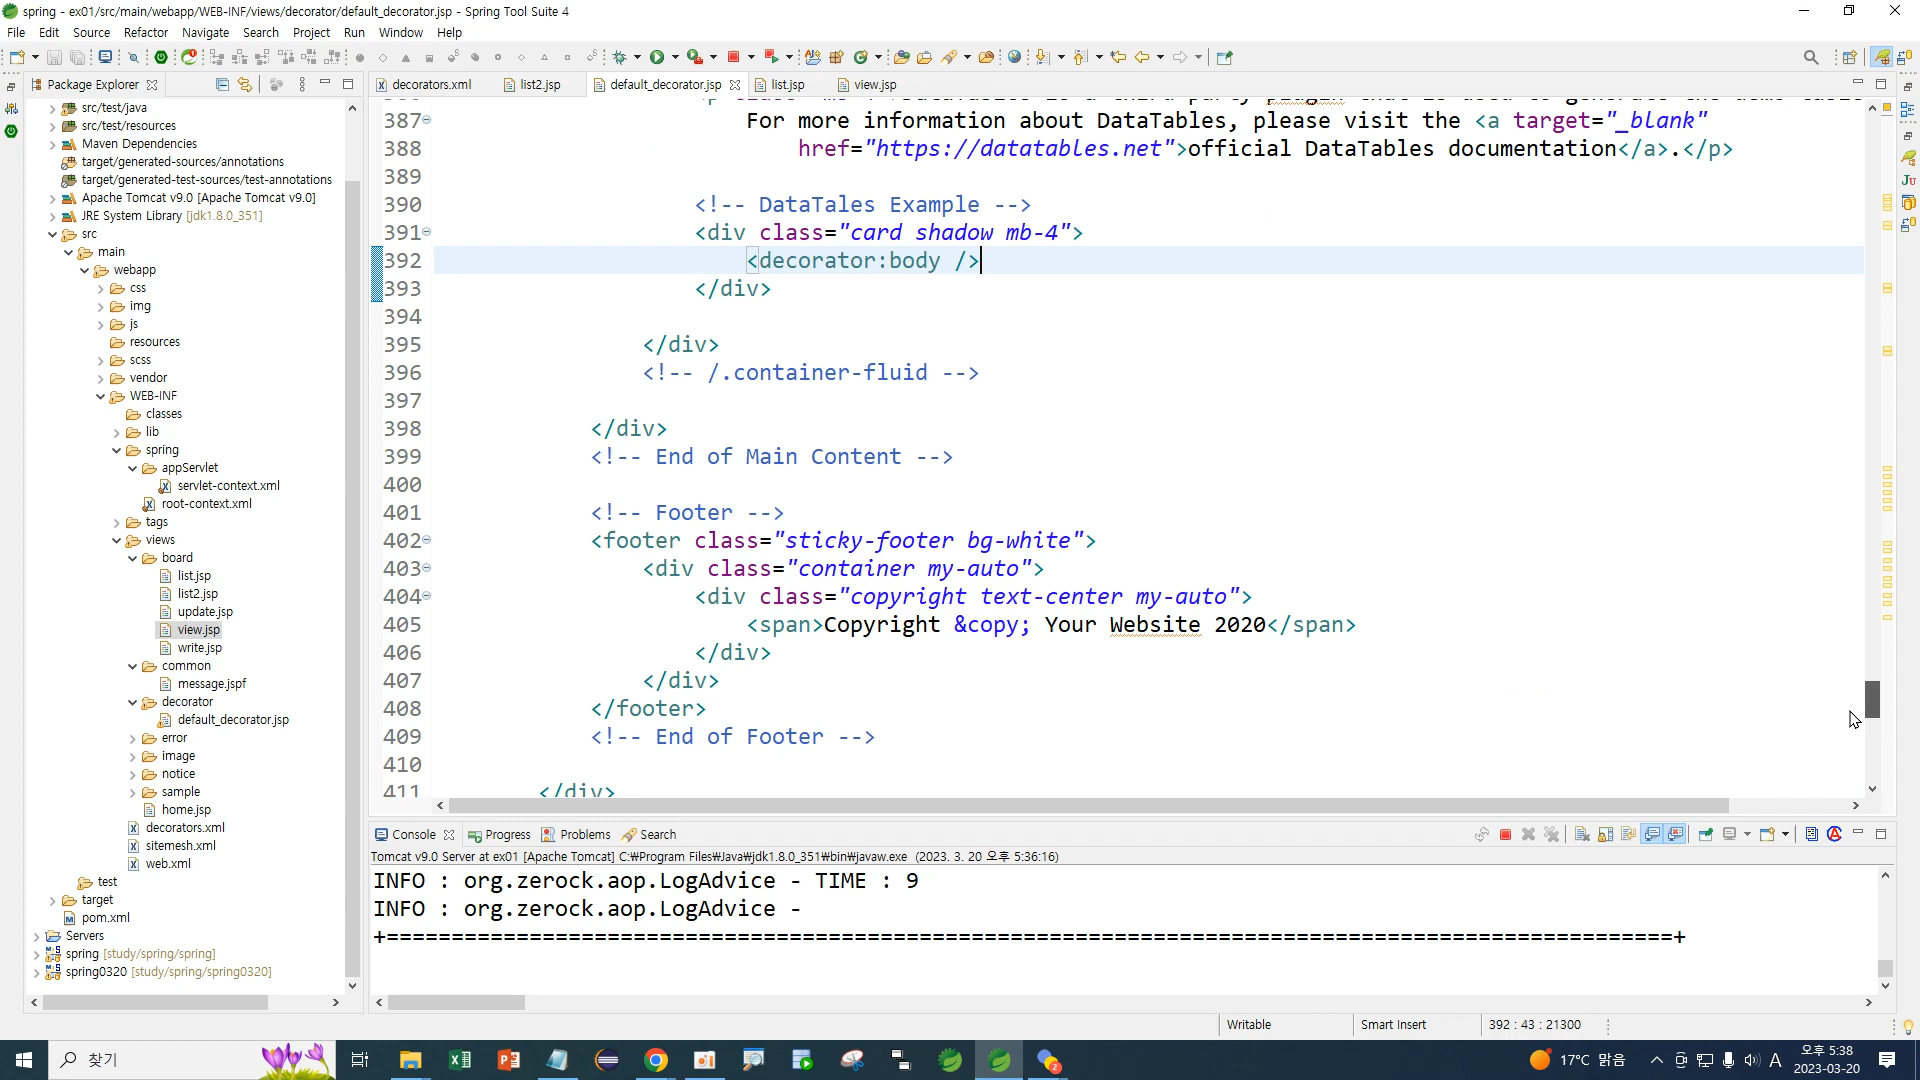 spring - ex01/src/main/webapp/WEB-INF/views/decorator/default_decorator.jsp - Spring Tool Suite 4
File Edit Source Refactor Navigate Search Project Run Window Help
Package Explorer
decorators.xml list2.jsp default_decorator.jsp list.jsp view.jsp
src/test/java
src/test/resources
Maven Dependencies
target/generated-sources/annotations
target/generated-test-sources/test-annotations
Apache Tomcat v9.0 [Apache Tomcat v9.0]
JRE System Library [jdk1.8.0_351]
src
main
webapp
css
img
js
resources
scss
vendor
WEB-INF
classes
lib
spring
appServlet
servlet-context.xml
root-context.xml
tags
views
board
list.jsp
list2.jsp
update.jsp
view.jsp
write.jsp
common
message.jspf
decorator
default_decorator.jsp
error
image
notice
sample
home.jsp
decorators.xml
sitemesh.xml
web.xml
test
target
pom.xml
Servers
spring [study/spring/spring]
spring0320 [study/spring/spring0320]
387 For more information about DataTables, please visit the <a target="_blank"
388 href="https://datatables.net">official DataTables documentation</a>.</p>
389
390 <!-- DataTales Example -->
391 <div class="card shadow mb-4">
392 <decorator:body />
393 </div>
394
395 </div>
396 <!-- /.container-fluid -->
397
398 </div>
399 <!-- End of Main Content -->
400
401 <!-- Footer -->
402 <footer class="sticky-footer bg-white">
403 <div class="container my-auto">
404 <div class="copyright text-center my-auto">
405 <span>Copyright &copy; Your Website 2020</span>
406 </div>
407 </div>
408 </footer>
409 <!-- End of Footer -->
410
411 </div>
Console Progress Problems Search
Tomcat v9.0 Server at ex01 [Apache Tomcat] C:₩Program Files₩Java₩jdk1.8.0_351₩bin₩javaw.exe (2023. 3. 20 오후 5:36:16)
INFO : org.zerock.aop.LogAdvice - TIME : 9
INFO : org.zerock.aop.LogAdvice -
+====================================================================================================+
Writable Smart Insert 392 : 43 : 21300
찾기
17°C 맑음
A
오후 5:38
2023-03-20